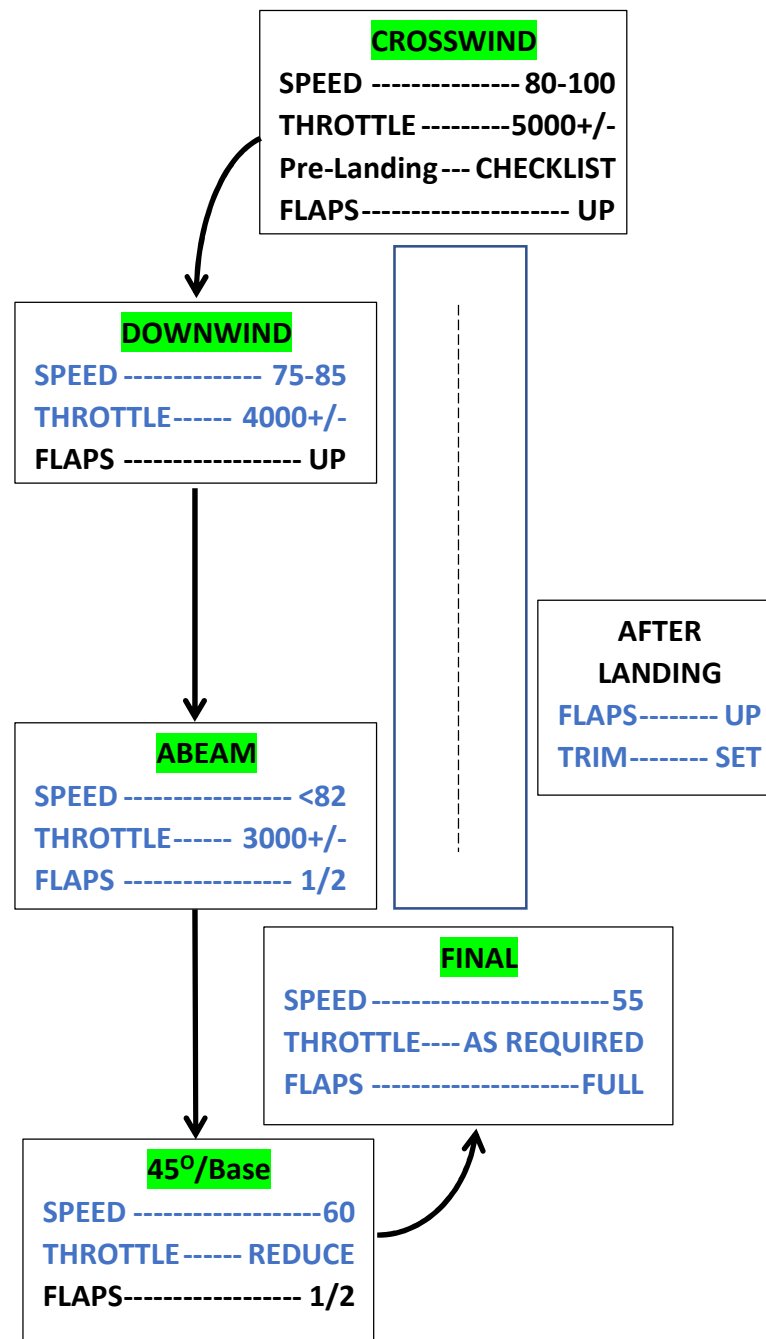 CROSSWIND
SPEED --------------- 80-100
THROTTLE ---------5000+/-
Pre-Landing --- CHECKLIST
FLAPS--------------------- UP
DOWNWIND
SPEED -------------- 75-85
THROTTLE ------ 4000+/-
FLAPS ------------------ UP
AFTER
LANDING
FLAPS-------- UP
TRIM-------- SET
ABEAM
SPEED ----------------- <82
THROTTLE ------ 3000+/-
FLAPS ----------------- 1/2
FINAL
SPEED ------------------------55
THROTTLE---- AS REQUIRED
FLAPS ---------------------FULL
45⁰/Base
SPEED -------------------60
THROTTLE ------ REDUCE
FLAPS------------------ 1/2